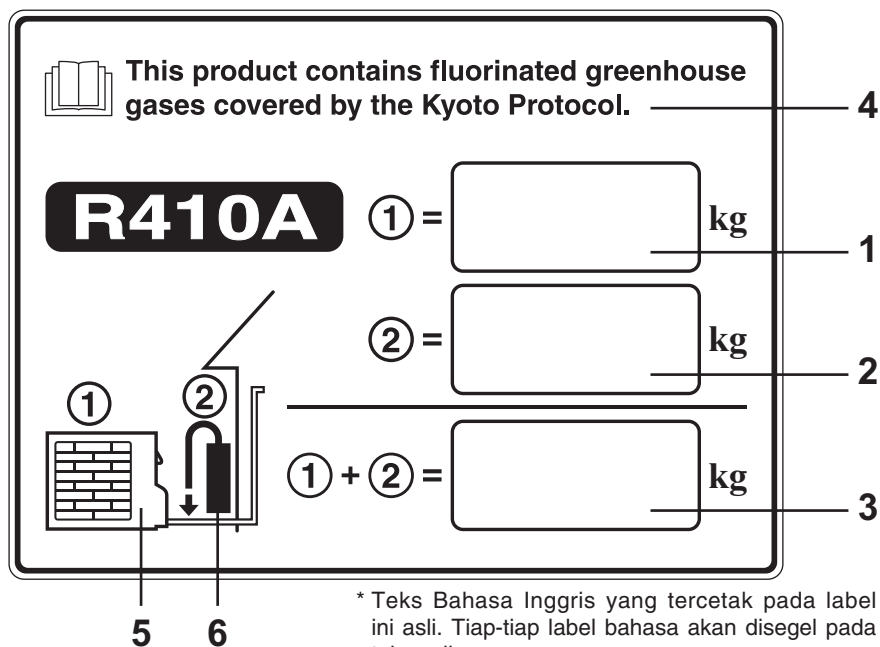 This product contains fluorinated greenhouse
gases covered by the Kyoto Protocol.
4
R410A
① =
kg
1
② =
kg
2
①
②
① + ② =
kg
3
5
6
* Teks Bahasa Inggris yang tercetak pada label
ini asli. Tiap-tiap label bahasa akan disegel pada